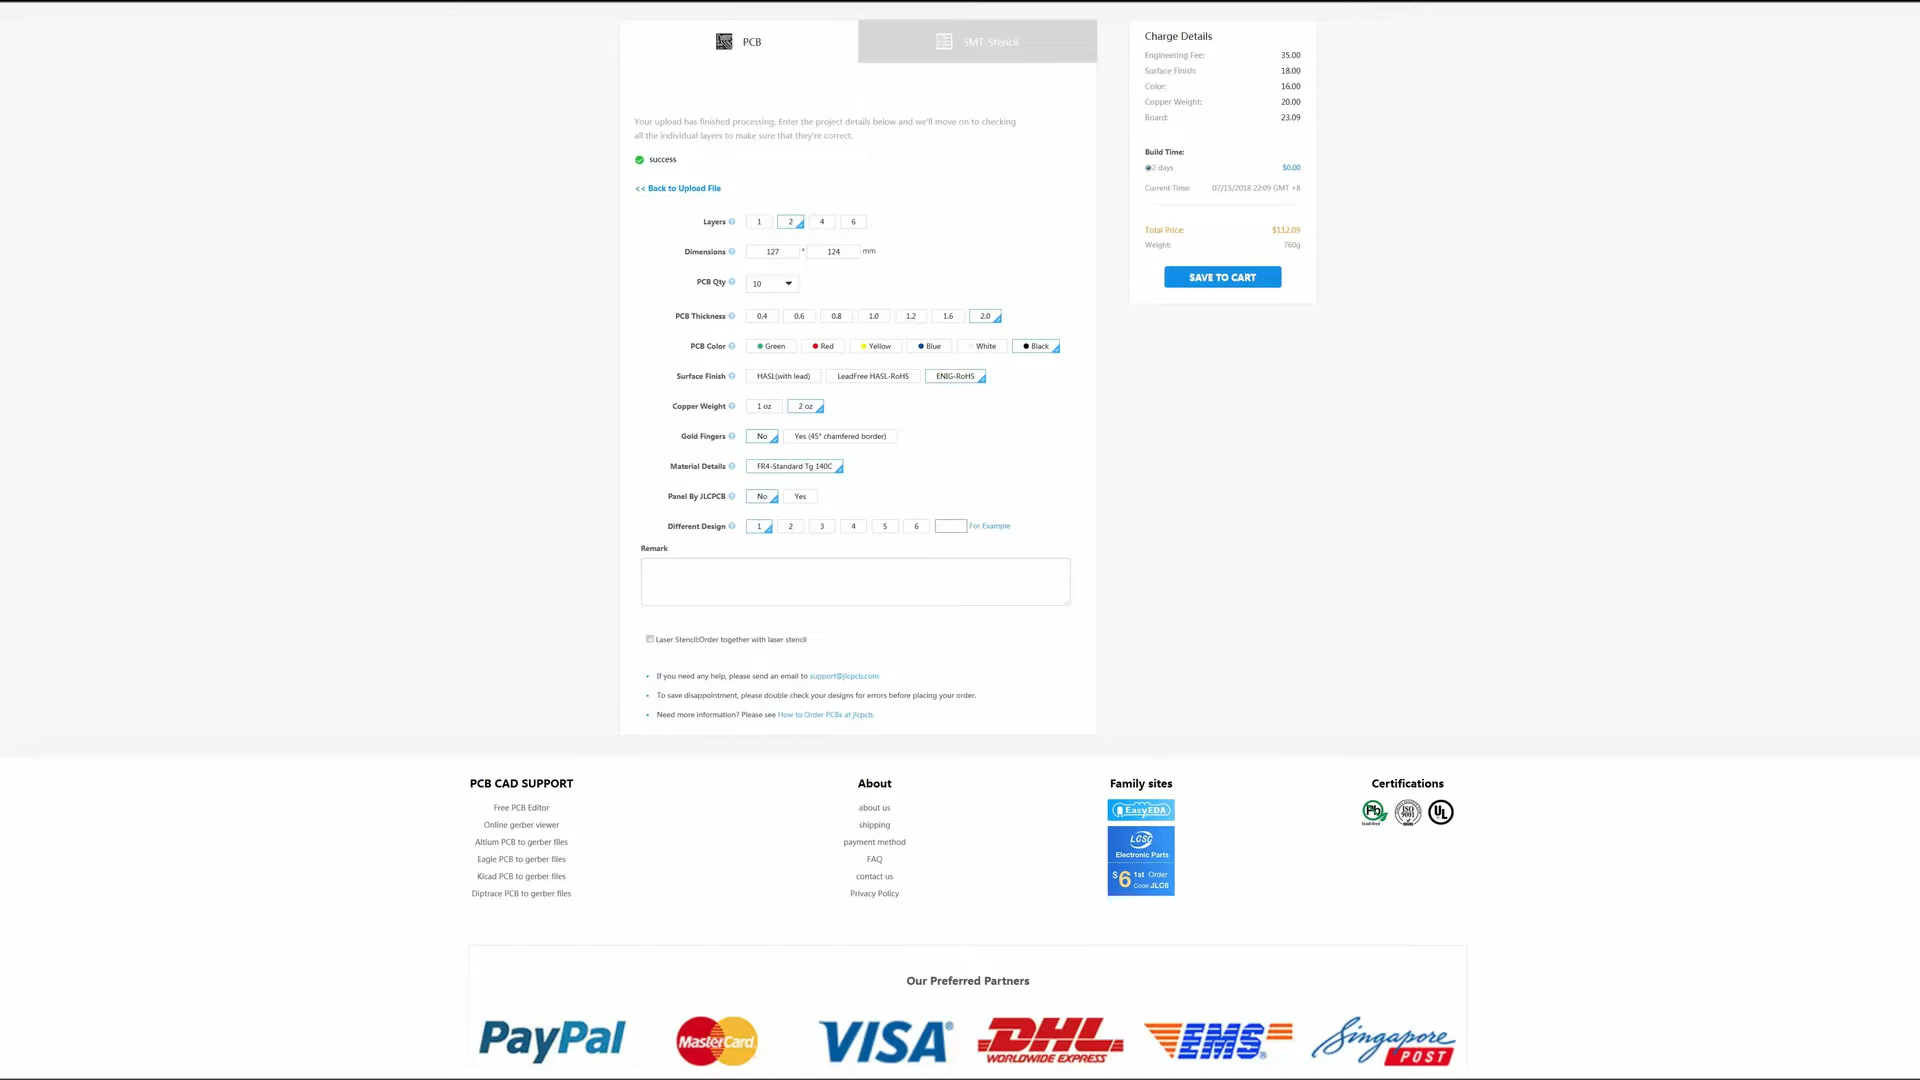 PCB
SMT Stencil
Your upload has finished processing. Enter the project details below and we'll move on to checking
all the individual layers to make sure that they're correct.
success
<< Back to Upload File
Layers 1 2 4 6
Dimensions 127 * 124 mm
PCB Qty 10
PCB Thickness 0.4 0.6 0.8 1.0 1.2 1.6 2.0
PCB Color Green Red Yellow Blue White Black
Surface Finish HASL(with lead) LeadFree HASL-RoHS ENIG-RoHS
Copper Weight 1 oz 2 oz
Gold Fingers No Yes (45° chamfered border)
Material Details FR4-Standard Tg 140C
Panel By JLCPCB No Yes
Different Design 1 2 3 4 5 6 For Example
Remark
Laser Stencil:Order together with laser stencil
If you need any help, please send an email to support@jlcpcb.com
To save disappointment, please double check your designs for errors before placing your order.
Need more information? Please see How to Order PCBs at jlcpcb.
Charge Details
Engineering Fee: 35.00
Surface Finish: 18.00
Color: 16.00
Copper Weight: 20.00
Board: 23.09
Build Time:
2 days $0.00
Current Time: 07/15/2018 22:09 GMT +8
Total Price: $112.09
Weight: 760g
SAVE TO CART
PCB CAD SUPPORT
Free PCB Editor
Online gerber viewer
Altium PCB to gerber files
Eagle PCB to gerber files
Kicad PCB to gerber files
Diptrace PCB to gerber files
About
about us
shipping
payment method
FAQ
contact us
Privacy Policy
Family sites
EasyEDA
LCSC
Electronic Parts
$6 1st Order
Code:JLC6
Certifications
Pb
lead-free
ISO
9001
UL
Our Preferred Partners
PayPal
MasterCard
VISA
DHL
WORLDWIDE EXPRESS
EMS
Singapore
POST